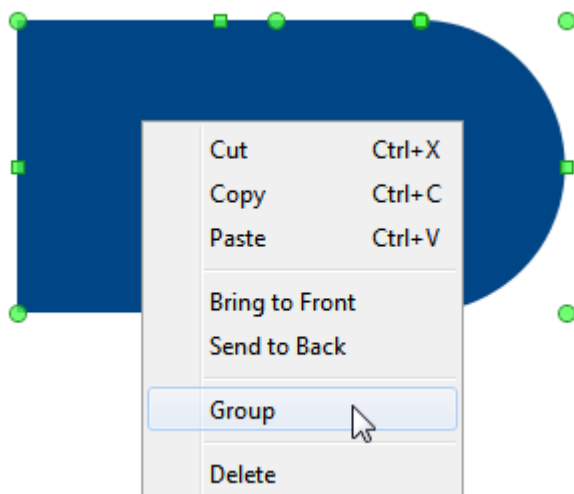 Cut Ctrl+X
Copy Ctrl+C
Paste Ctrl+V
Bring to Front
Send to Back
Group
Delete